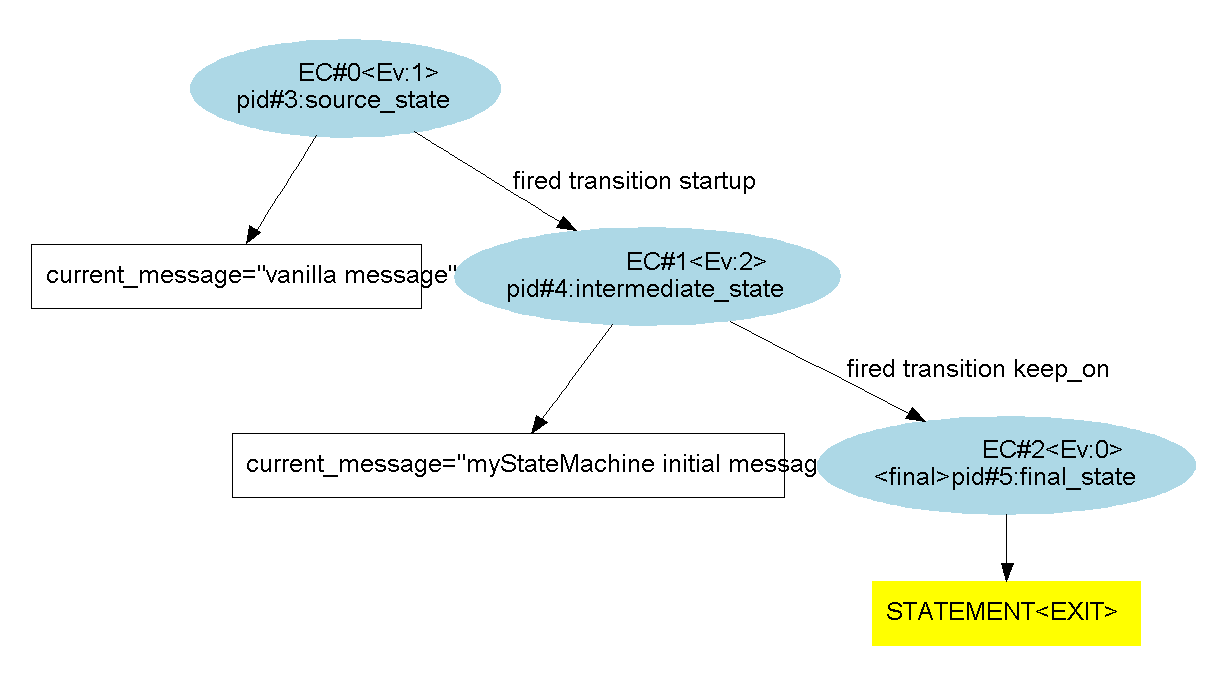 EC#0<Ev:1>
pid#3:source_state
fired transition startup
current_message="vanilla message"
EC#1<Ev:2>
pid#4:intermediate_state
fired transition keep_on
current_message="myStateMachine initial messag
EC#2<Ev:0>
<final>pid#5:final_state
STATEMENT<EXIT>